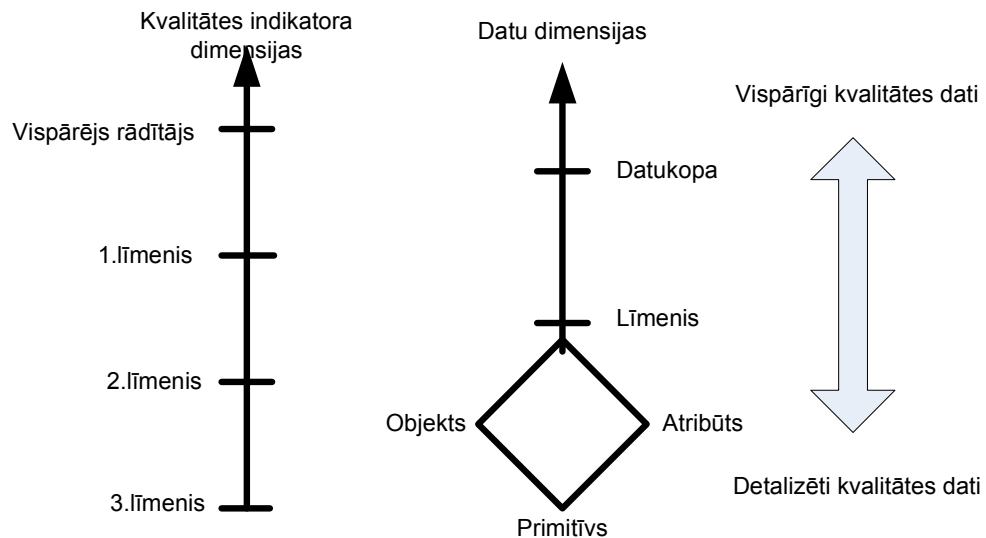 Kvalitātes indikatora
dimensijas
Vispārējs rādītājs
1.līmenis
2.līmenis
3.līmenis
Datu dimensijas
Datukopa
Līmenis
Objekts
Atribūts
Primitīvs
Vispārīgi kvalitātes dati
Detalizēti kvalitātes dati